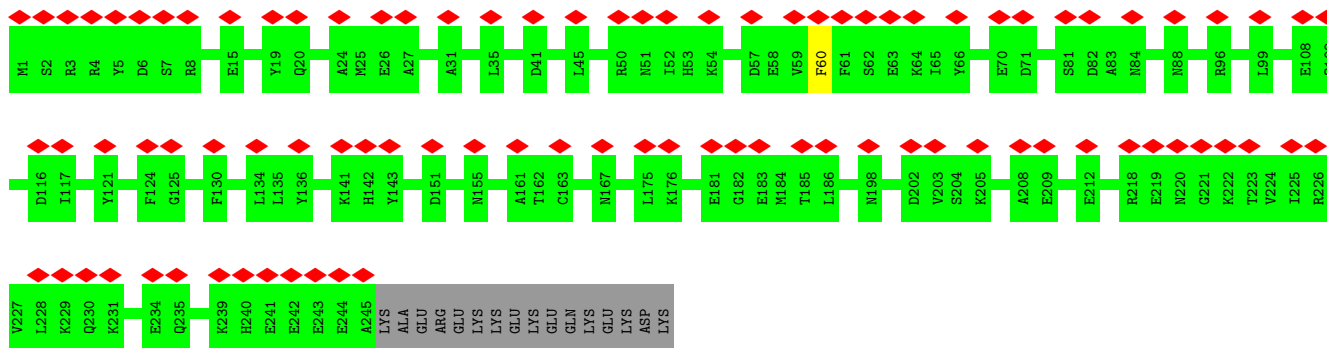 M1 S2 R3 R4 Y5 D6 S7 R8 E15 Y19 Q20 A24 M25 E26 A27 A31 L35 D41 L45 R50 N51 I52 H53 K54 D57 E58 V59 F60 F61 S62 E63 K64 I65 Y66 E70 D71 S81 D82 A83 N84 N88 R96 L99 E108
D116 I117 Y121 F124 G125 F130 L134 L135 Y136 K141 H142 Y143 D151 N155 A161 T162 C163 N167 L175 K176 E181 G182 E183 M184 T185 L186 N198 D202 V203 S204 K205 A208 E209 E212 R218 E219 N220 G221 K222 T223 V224 I225 R226
V227 L228 K229 Q230 K231 E234 Q235 K239 H240 E241 E242 E243 E244 A245 LYS ALA GLU ARG GLU LYS LYS GLU LYS GLU GLN LYS GLU LYS ASP LYS